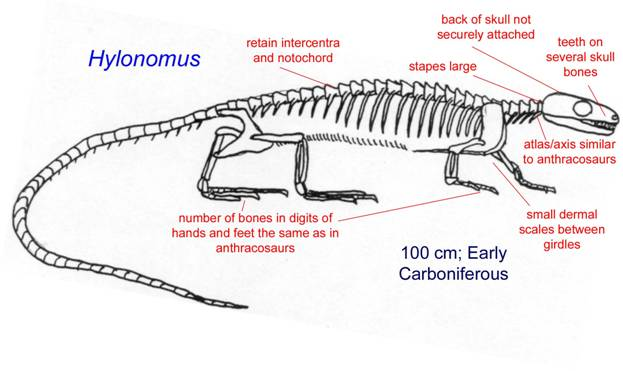 Hylonomus
retain intercentra
and notochord
back of skull not
securely attached
stapes large
teeth on
several skull
bones
atlas/axis similar
to anthracosaurs
number of bones in digits of
hands and feet the same as in
anthracosaurs
small dermal
scales between
girdles
100 cm; Early
Carboniferous